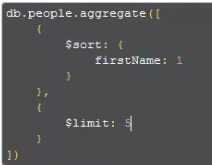 db.people.aggregate([
{
$sort: {
firstName: 1
}
},
{
$limit: 5
}
])